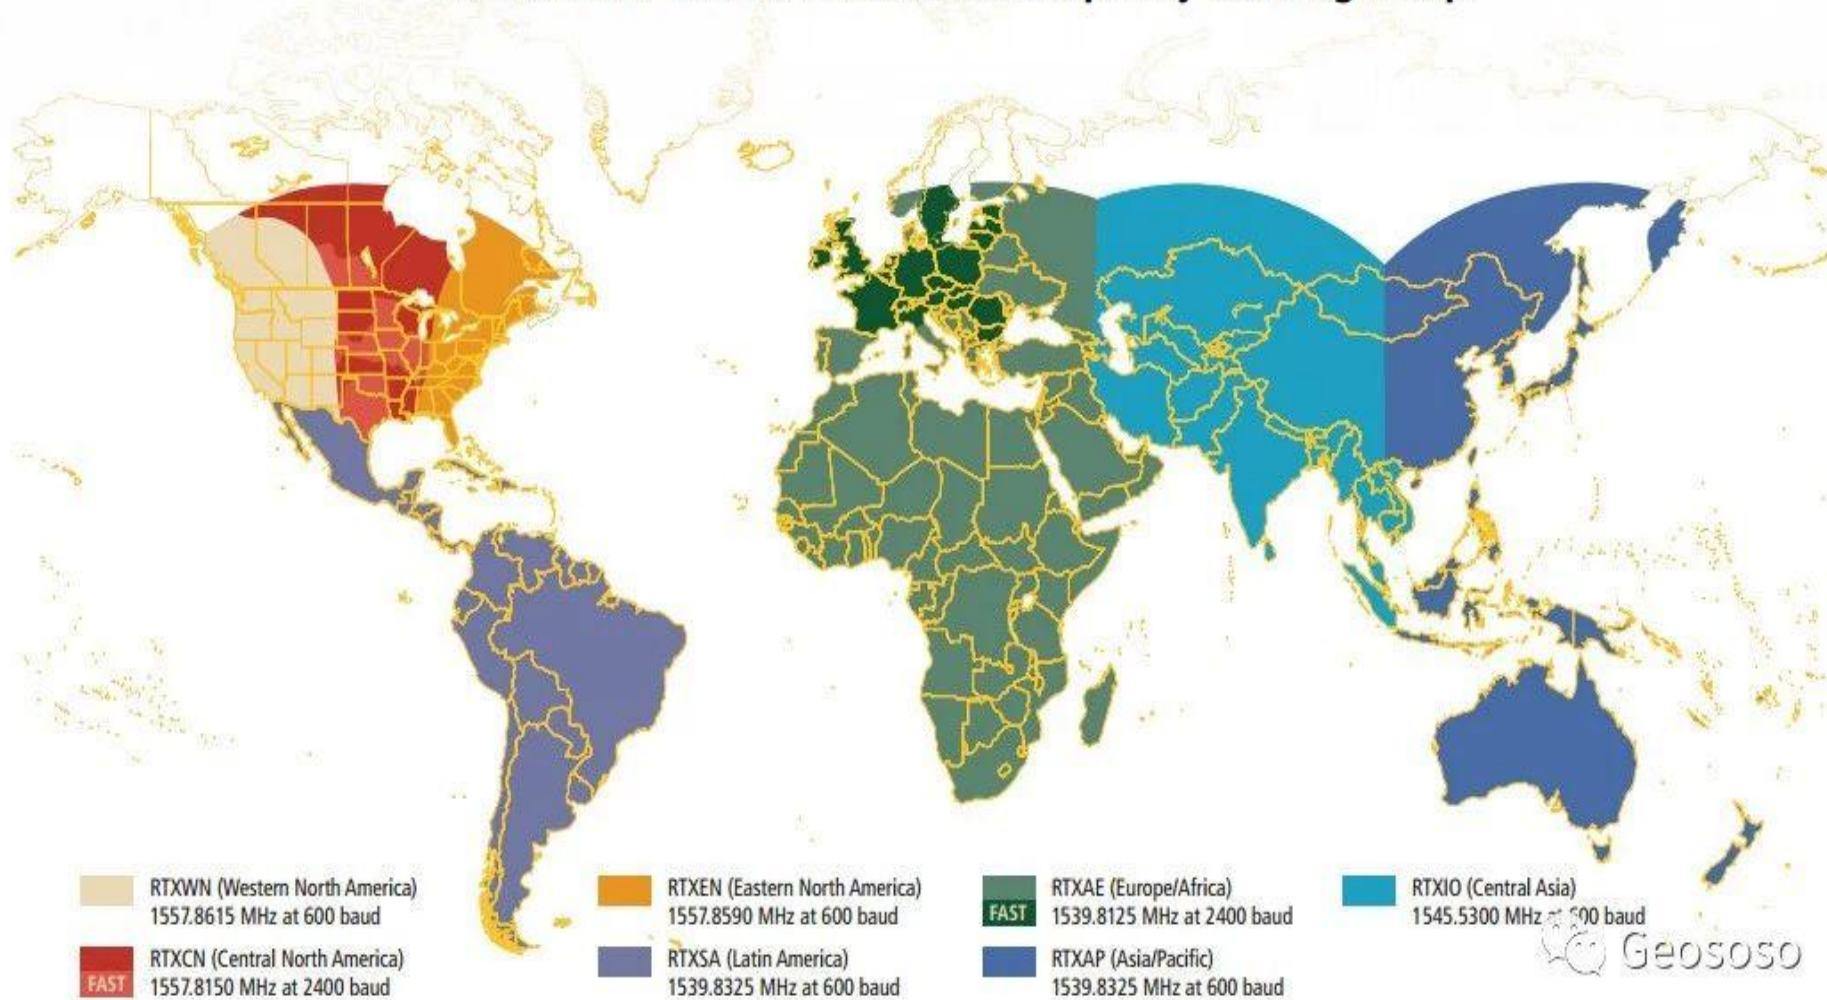 RTXWN (Western North America)
1557.8615 MHz at 600 baud
RTXCN (Central North America)
FAST
1557.8150 MHz at 2400 baud
RTXEN (Eastern North America)
1557.8590 MHz at 600 baud
RTXSA (Latin America)
1539.8325 MHz at 600 baud
RTXAE (Europe/Africa)
FAST
1539.8125 MHz at 2400 baud
RTXAP (Asia/Pacific)
1539.8325 MHz at 600 baud
RTXIO (Central Asia)
1545.5300 MHz at 600 baud
Geososo